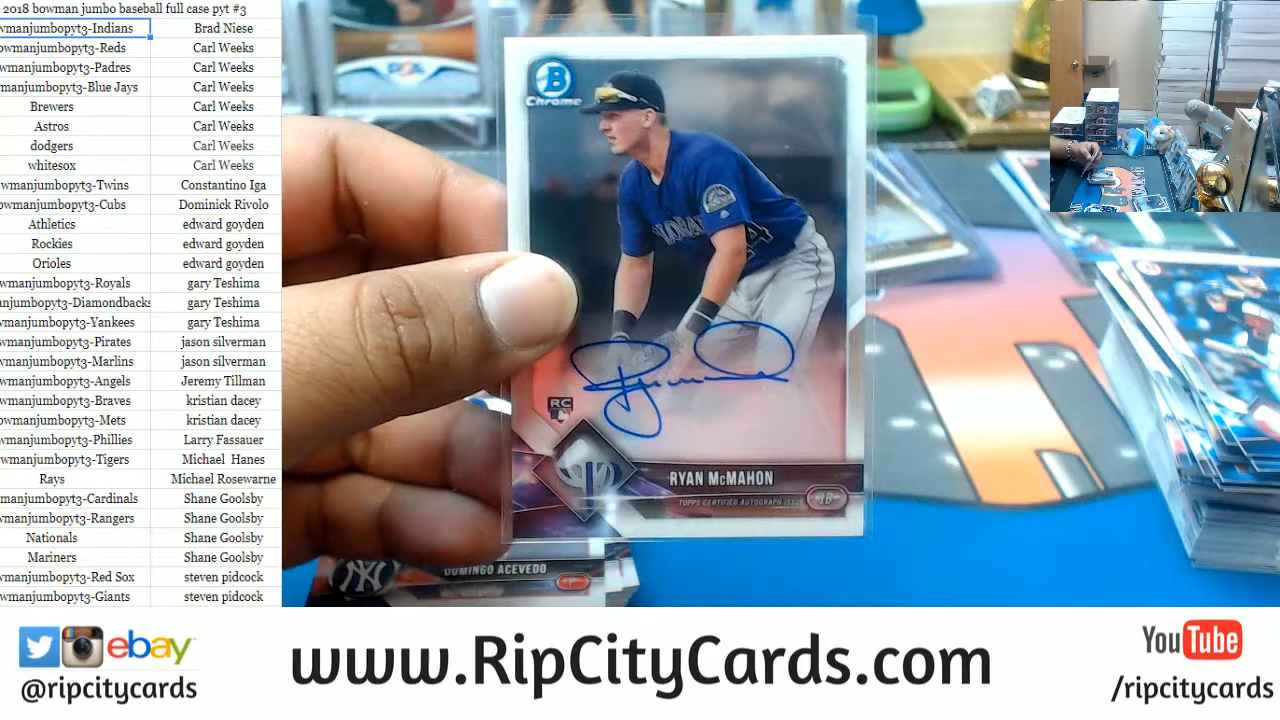 2018 bowman jumbo baseball full case pyt #3
wmanjumbopyt3-Indians Brad Niese
owmanjumbopyt3-Reds Carl Weeks
owmanjumbopyt3-Padres Carl Weeks
manjumbopyt3-Blue Jays Carl Weeks
Brewers Carl Weeks
Astros Carl Weeks
dodgers Carl Weeks
whitesox Carl Weeks
owmanjumbopyt3-Twins Constantino Iga
owmanjumbopyt3-Cubs Dominick Rivolo
Athletics edward goyden
Rockies edward goyden
Orioles edward goyden
owmanjumbopyt3-Royals gary Teshima
anjumbopyt3-Diamondbacks gary Teshima
wmanjumbopyt3-Yankees gary Teshima
wmanjumbopyt3-Pirates jason silverman
wmanjumbopyt3-Marlins jason silverman
wmanjumbopyt3-Angels Jeremy Tillman
wmanjumbopyt3-Braves kristian dacey
owmanjumbopyt3-Mets kristian dacey
wmanjumbopyt3-Phillies Larry Fassauer
owmanjumbopyt3-Tigers Michael Hanes
Rays Michael Rosewarne
manjumbopyt3-Cardinals Shane Goolsby
wmanjumbopyt3-Rangers Shane Goolsby
Nationals Shane Goolsby
Mariners Shane Goolsby
wmanjumbopyt3-Red Sox steven pidcock
wmanjumbopyt3-Giants steven pidcock
B
Chrome
RC
RYAN McMAHON
TOPPS CERTIFIED AUTOGRAPH ISSUE
1B
NY
DOMINGO ACEVEDO
P
ebay
@ripcitycards
www.RipCityCards.com
YouTube
/ripcitycards